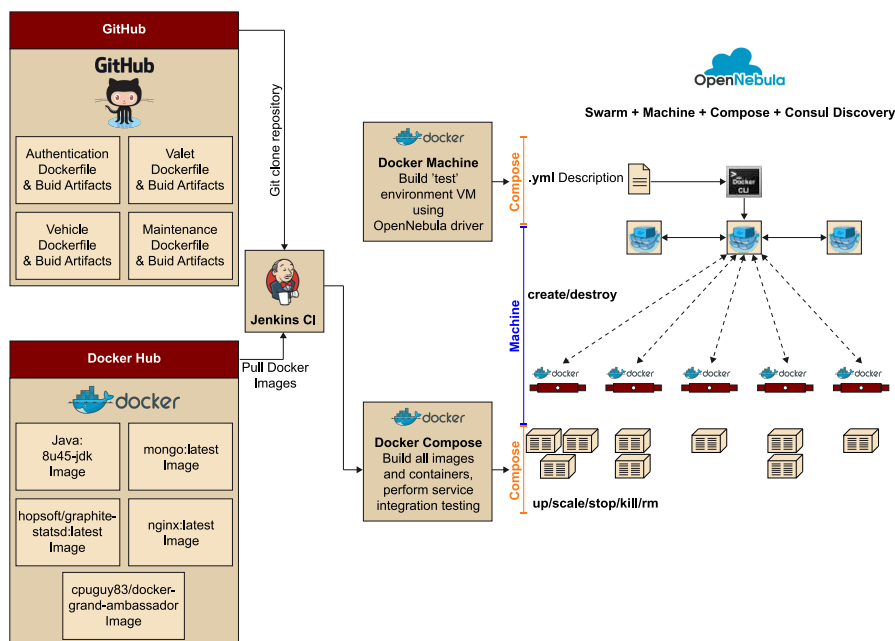 GitHub
GitHub
Authentication
Dockerfile
& Buid Artifacts
Valet
Dockerfile
& Buid Artifacts
Vehicle
Dockerfile
& Buid Artifacts
Maintenance
Dockerfile
& Buid Artifacts
Git clone repository
Jenkins CI
Pull Docker
Images
Docker Hub
docker
Java:
8u45-jdk
Image
mongo:latest
Image
hopsoft/graphite-
statsd:latest
Image
nginx:latest
Image
cpuguy83/docker-
grand-ambassador
Image
docker
Docker Machine
Build 'test'
environment VM
using
OpenNebula driver
docker
Docker Compose
Build all images
and containers,
perform service
integration testing
OpenNebula
Swarm + Machine + Compose + Consul Discovery
Compose
.yml Description
>_
Docker
CLI
Machine
create/destroy
docker
docker
docker
docker
docker
Compose
up/scale/stop/kill/rm